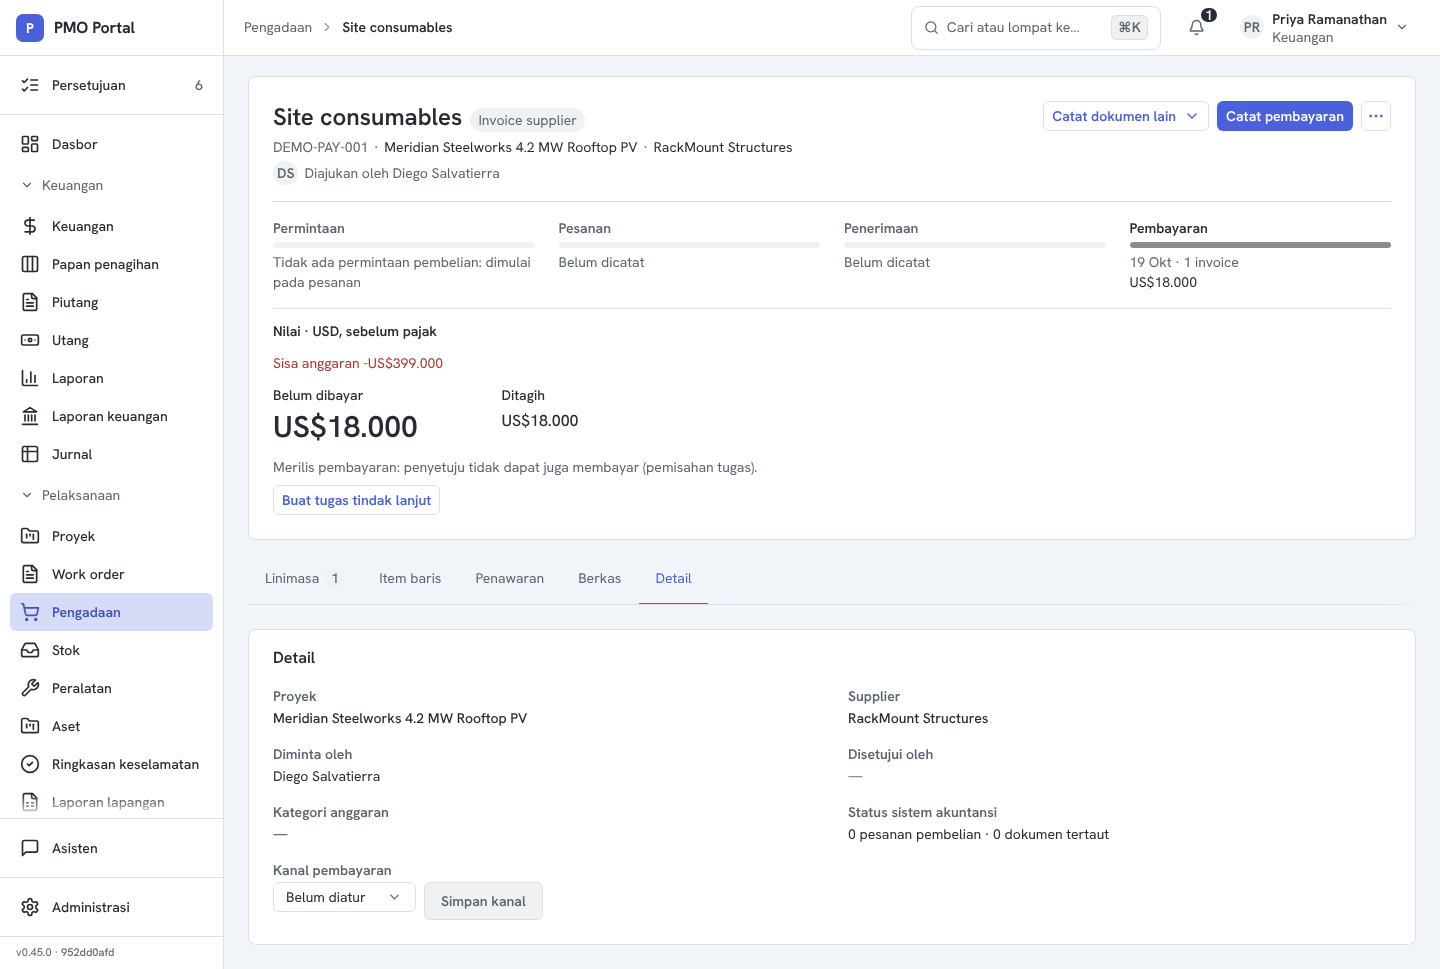 P PMO Portal
Pengadaan
Site consumables
Cari atau lompat ke...
⌘K
1
PR
Priya Ramanathan
Keuangan
Persetujuan 6
Dasbor
Keuangan
Keuangan
Papan penagihan
Piutang
Utang
Laporan
Laporan keuangan
Jurnal
Pelaksanaan
Proyek
Work order
Pengadaan
Stok
Peralatan
Aset
Ringkasan keselamatan
Laporan lapangan
Asisten
Administrasi
v0.45.0 · 952dd0afd
Site consumables Invoice supplier
Catat dokumen lain
Catat pembayaran
DEMO-PAY-001 · Meridian Steelworks 4.2 MW Rooftop PV · RackMount Structures
DS Diajukan oleh Diego Salvatierra
Permintaan
Tidak ada permintaan pembelian: dimulai
pada pesanan
Pesanan
Belum dicatat
Penerimaan
Belum dicatat
Pembayaran
19 Okt · 1 invoice
US$18.000
Nilai · USD, sebelum pajak
Sisa anggaran -US$399.000
Belum dibayar
US$18.000
Ditagih
US$18.000
Merilis pembayaran: penyetuju tidak dapat juga membayar (pemisahan tugas).
Buat tugas tindak lanjut
Linimasa 1
Item baris
Penawaran
Berkas
Detail
Detail
Proyek
Meridian Steelworks 4.2 MW Rooftop PV
Supplier
RackMount Structures
Diminta oleh
Diego Salvatierra
Disetujui oleh
—
Kategori anggaran
—
Status sistem akuntansi
0 pesanan pembelian · 0 dokumen tertaut
Kanal pembayaran
Belum diatur
Simpan kanal